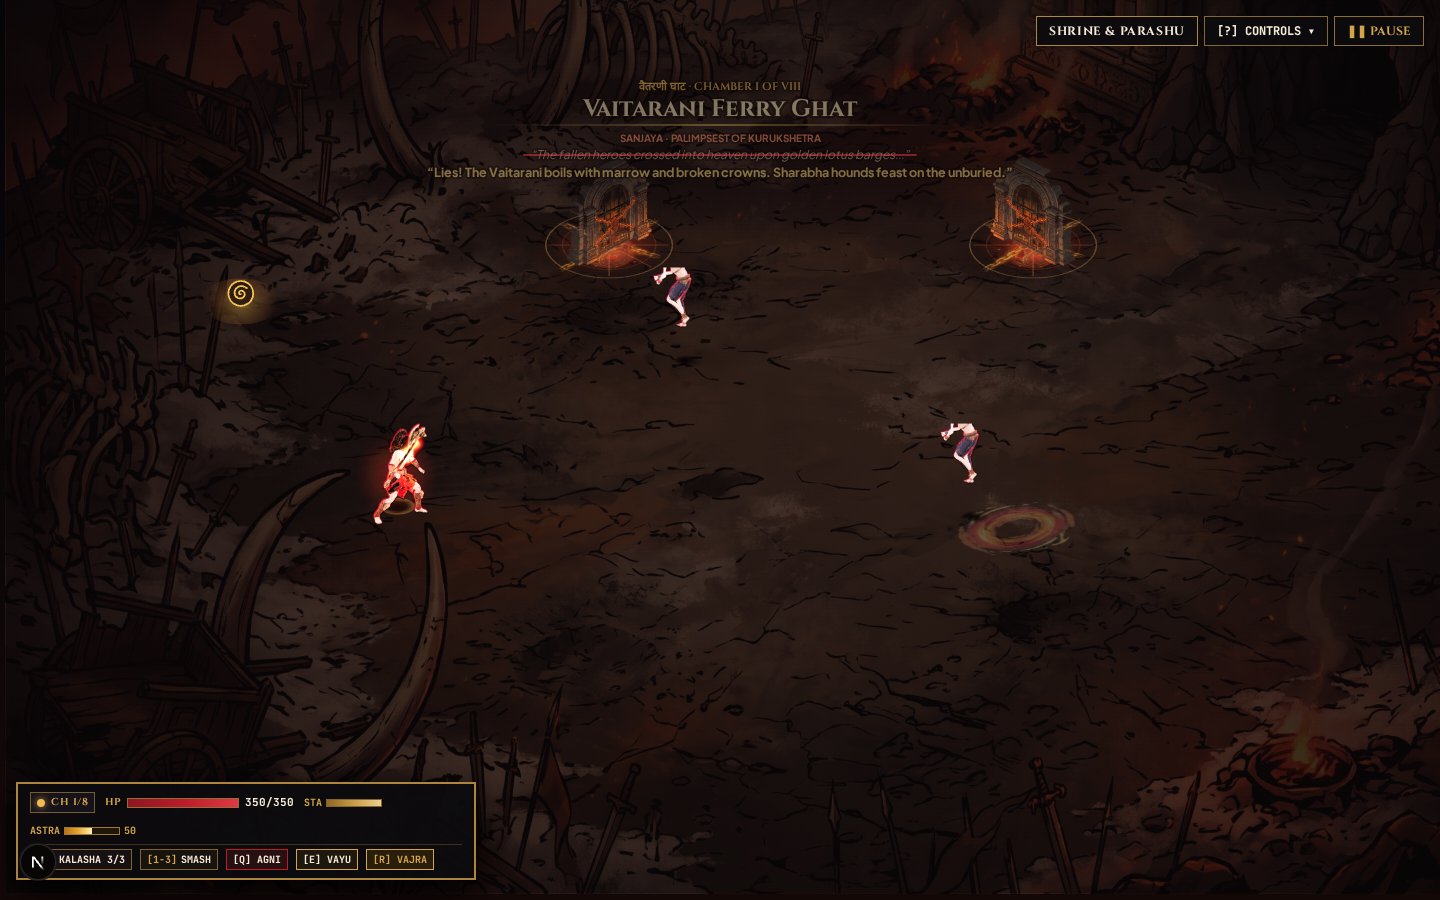 SHRINE & PARASHU
[?] CONTROLS ▾
❚❚ PAUSE
वैतरणी घाट · CHAMBER I OF VIII
VAITARANI FERRY GHAT
SANJAYA · PALIMPSEST OF KURUKSHETRA
"The fallen heroes crossed into heaven upon golden lotus barges..."
“Lies! The Vaitarani boils with marrow and broken crowns. Sharabha hounds feast on the unburied.”
CH 1/8 HP 350/350 STA
ASTRA 50
N KALASHA 3/3 [1-3] SMASH [Q] AGNI [E] VAYU [R] VAJRA